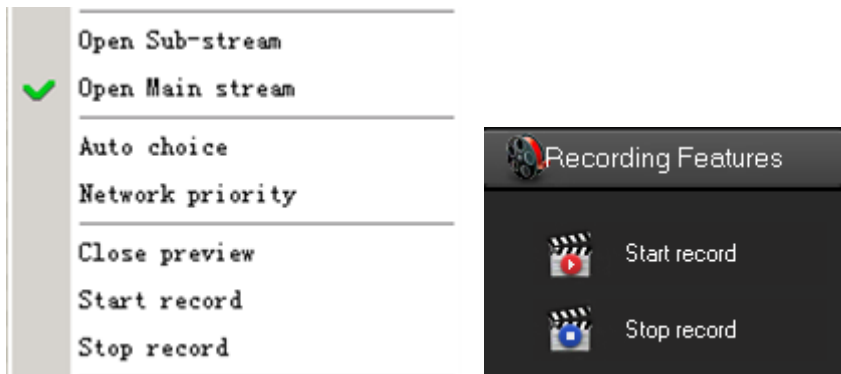 Open Sub-stream
Open Main stream
Auto choice
Network priority
Close preview
Start record
Stop record
Recording Features
Start record
Stop record